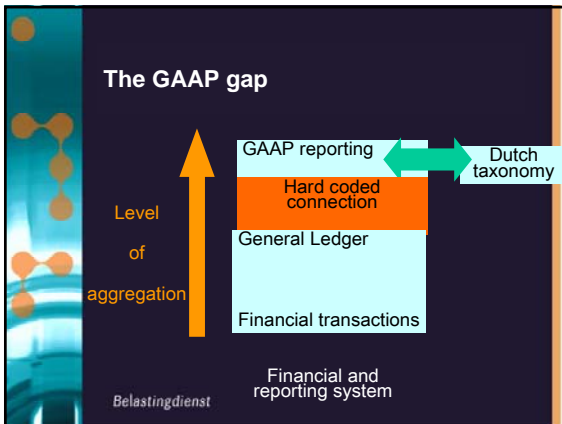 The GAAP gap
GAAP reporting
Dutch
taxonomy
Hard coded
connection
Level
of
aggregation
General Ledger
Financial transactions
Financial and
reporting system
Belastingdienst